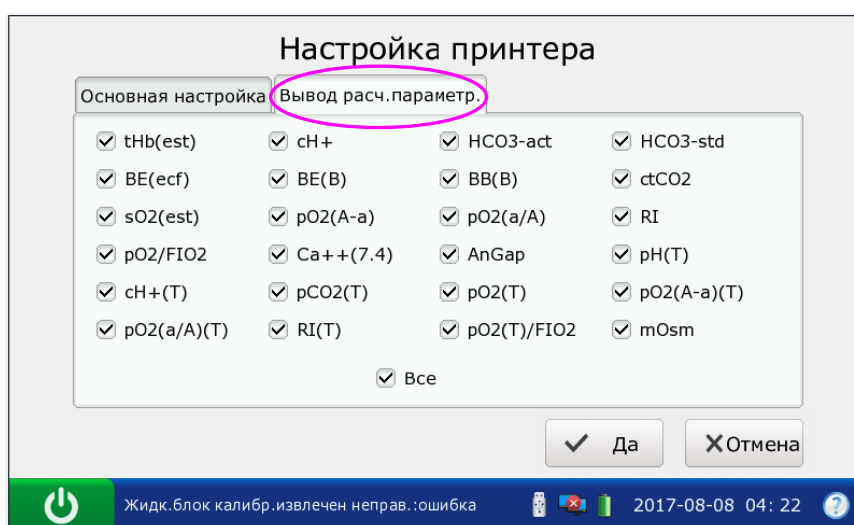 Настройка принтера
Основная настройка Вывод расч.параметр.
tHb(est) cH+ HCO3-act HCO3-std
BE(ecf) BE(B) BB(B) ctCO2
sO2(est) pO2(A-a) pO2(a/A) RI
pO2/FIO2 Ca++(7.4) AnGap pH(T)
cH+(T) pCO2(T) pO2(T) pO2(A-a)(T)
pO2(a/A)(T) RI(T) pO2(T)/FIO2 mOsm
Все
Да Отмена
Жидк.блок калибр.извлечен неправ.:ошибка 2017-08-08 04: 22